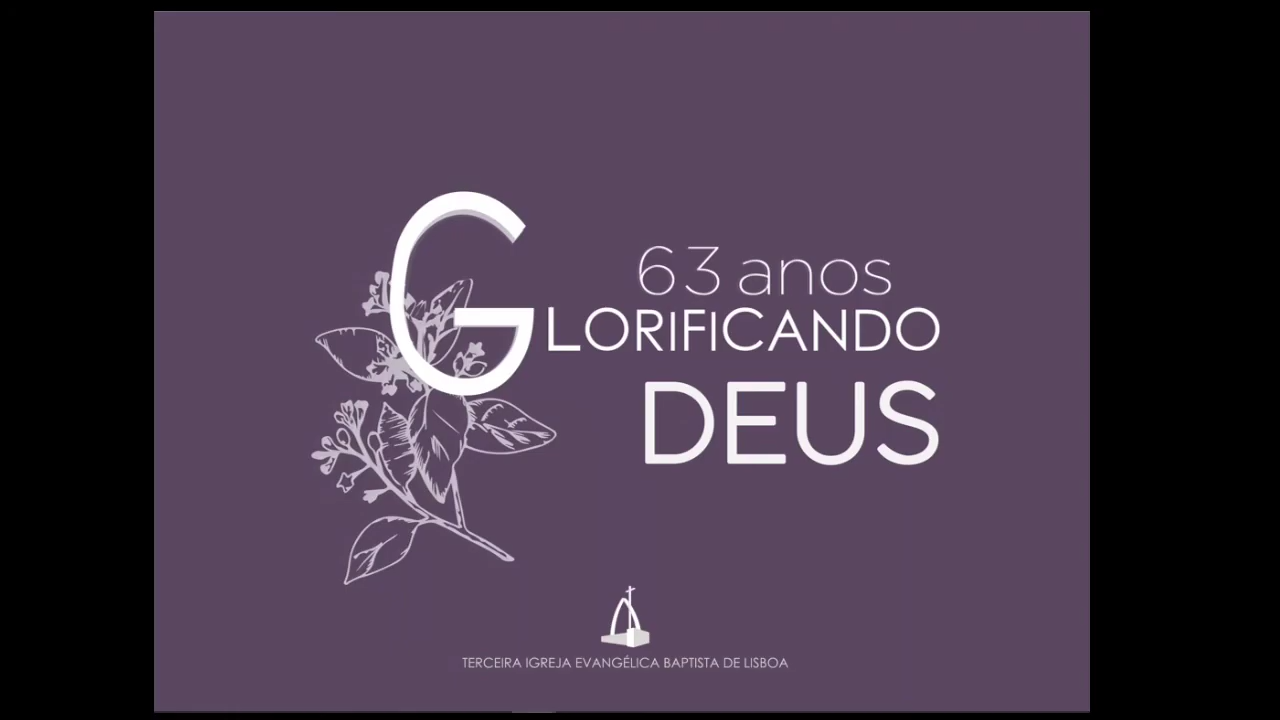 63 anos
GLORIFICANDO
DEUS
TERCEIRA IGREJA EVANGÉLICA BAPTISTA DE LISBOA